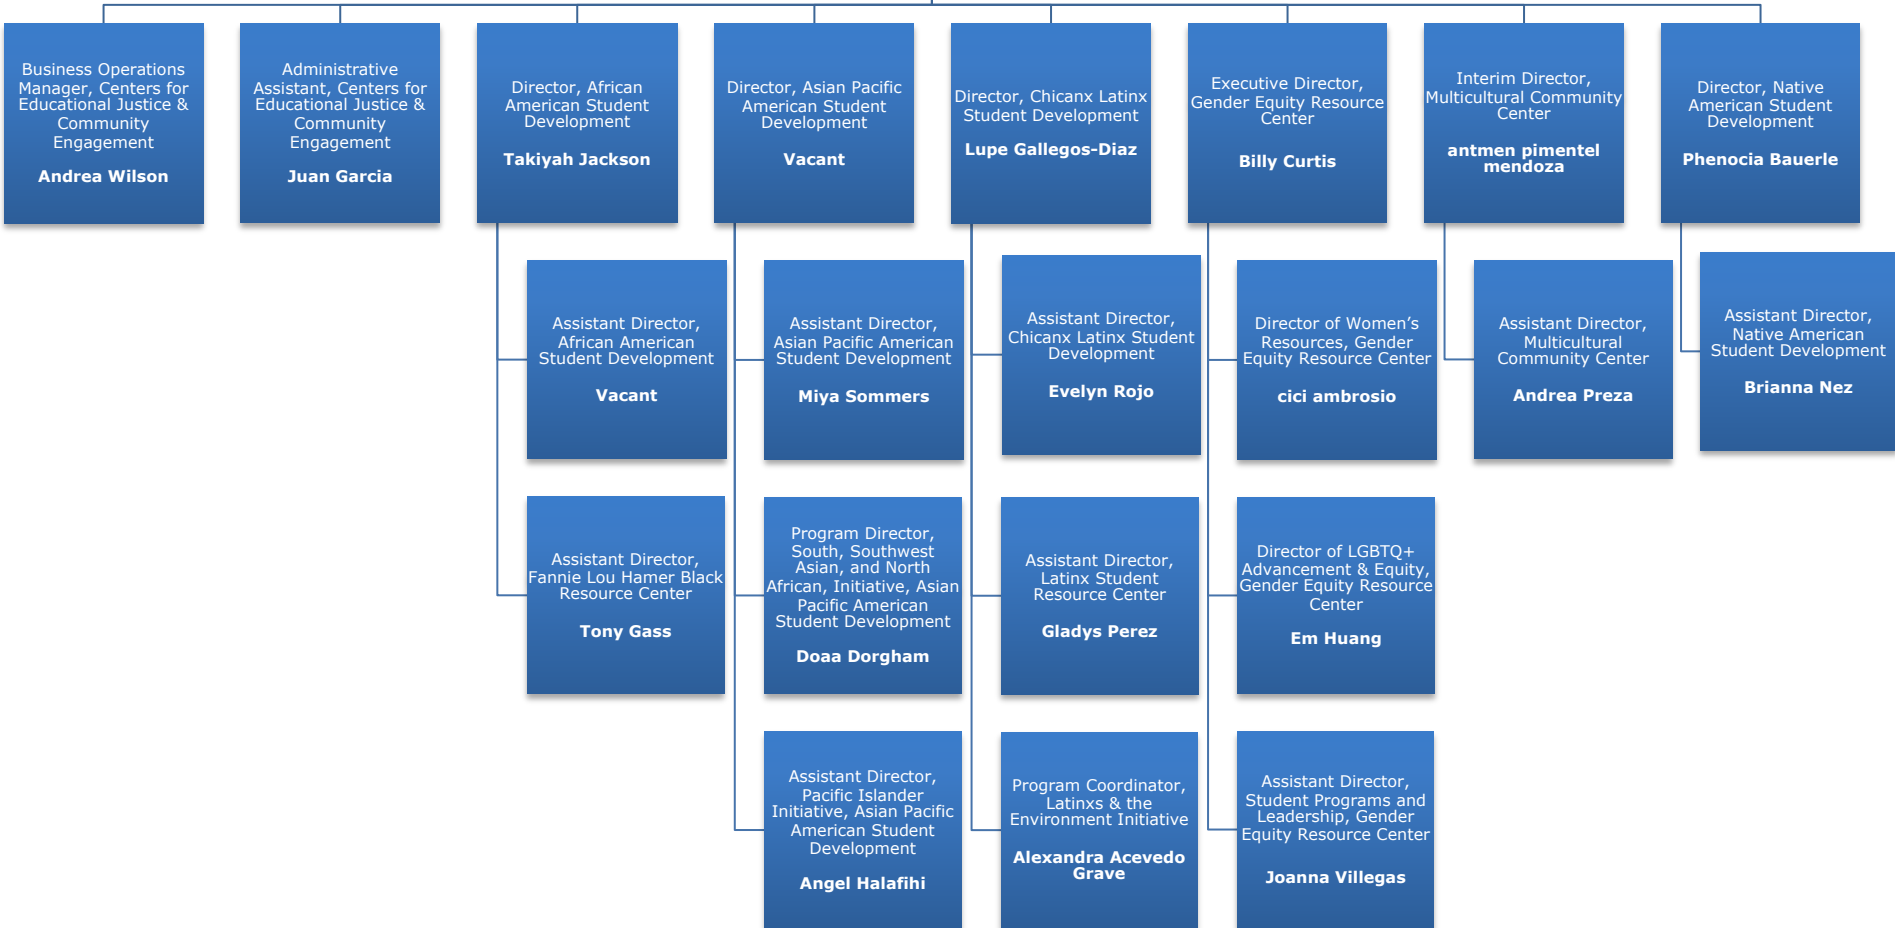 Business Operations
Manager, Centers for
Educational Justice &
Community
Engagement
Andrea Wilson
Administrative
Assistant, Centers for
Educational Justice &
Community
Engagement
Juan Garcia
Director, African
American Student
Development
Takiyah Jackson
Director, Asian Pacific
American Student
Development
Vacant
Director, Chicanx Latinx
Student Development
Lupe Gallegos-Diaz
Executive Director,
Gender Equity Resource
Center
Billy Curtis
Interim Director,
Multicultural Community
Center
antmen pimentel
mendoza
Director, Native
American Student
Development
Phenocia Bauerle
Assistant Director,
African American
Student Development
Vacant
Assistant Director,
Asian Pacific American
Student Development
Miya Sommers
Assistant Director,
Chicanx Latinx Student
Development
Evelyn Rojo
Director of Women’s
Resources, Gender
Equity Resource Center
cici ambrosio
Assistant Director,
Multicultural
Community Center
Andrea Preza
Assistant Director,
Native American
Student Development
Brianna Nez
Assistant Director,
Fannie Lou Hamer Black
Resource Center
Tony Gass
Program Director,
South, Southwest
Asian, and North
African, Initiative, Asian
Pacific American
Student Development
Doaa Dorgham
Assistant Director,
Latinx Student
Resource Center
Gladys Perez
Director of LGBTQ+
Advancement & Equity,
Gender Equity Resource
Center
Em Huang
Assistant Director,
Pacific Islander
Initiative, Asian Pacific
American Student
Development
Angel Halafihi
Program Coordinator,
Latinxs & the
Environment Initiative
Alexandra Acevedo
Grave
Assistant Director,
Student Programs and
Leadership, Gender
Equity Resource Center
Joanna Villegas